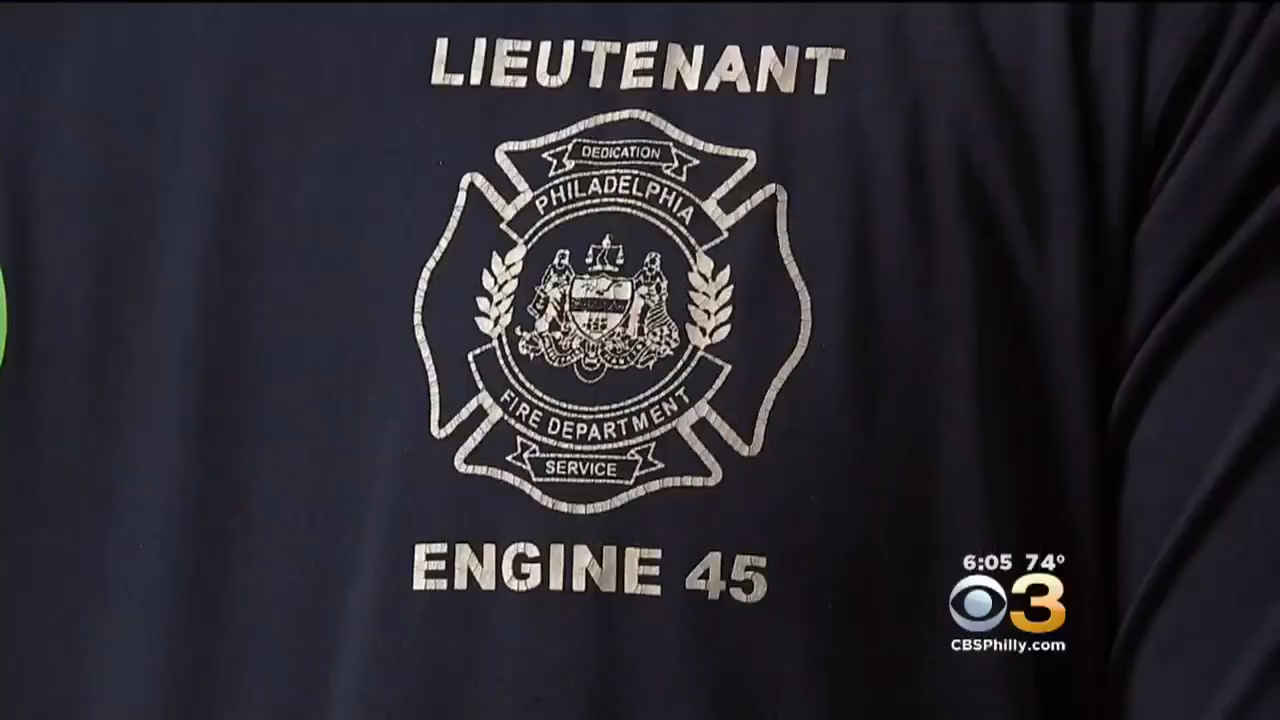 LIEUTENANT
DEDICATION
PHILADELPHIA
FIRE DEPARTMENT
SERVICE
ENGINE 45
6:05 74°
3
CBSPhilly.com